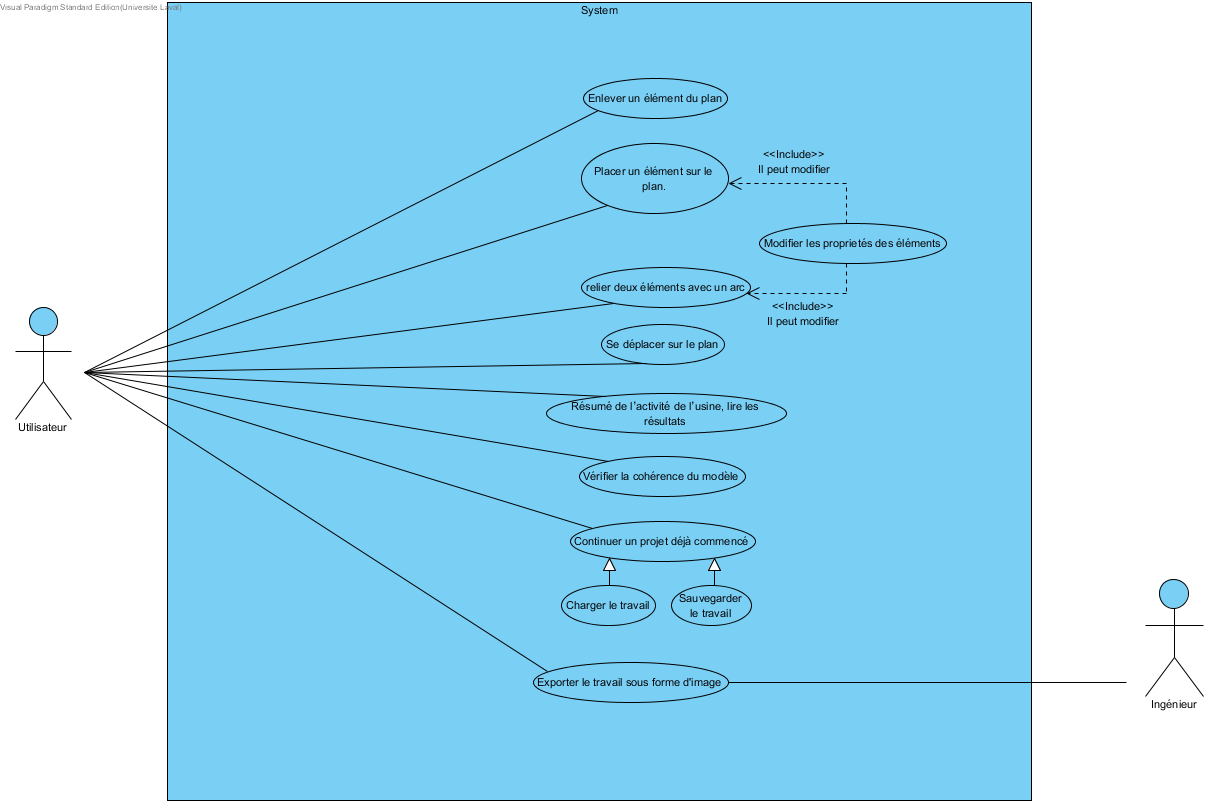 Visual Paradigm Standard Edition(Universite Laval)
System
Enlever un élément du plan
<<Include>>
Il peut modifier
Placer un élément sur le
plan.
Modifier les proprietés des éléments
relier deux éléments avec un arc
<<Include>>
Il peut modifier
Se déplacer sur le plan
Résumé de l'activité de l'usine, lire les
résultats
Utilisateur
Vérifier la cohérence du modèle
Continuer un projet déjà commencé
Charger le travail
Sauvegarder
le travail
Exporter le travail sous forme d'image
Ingénieur